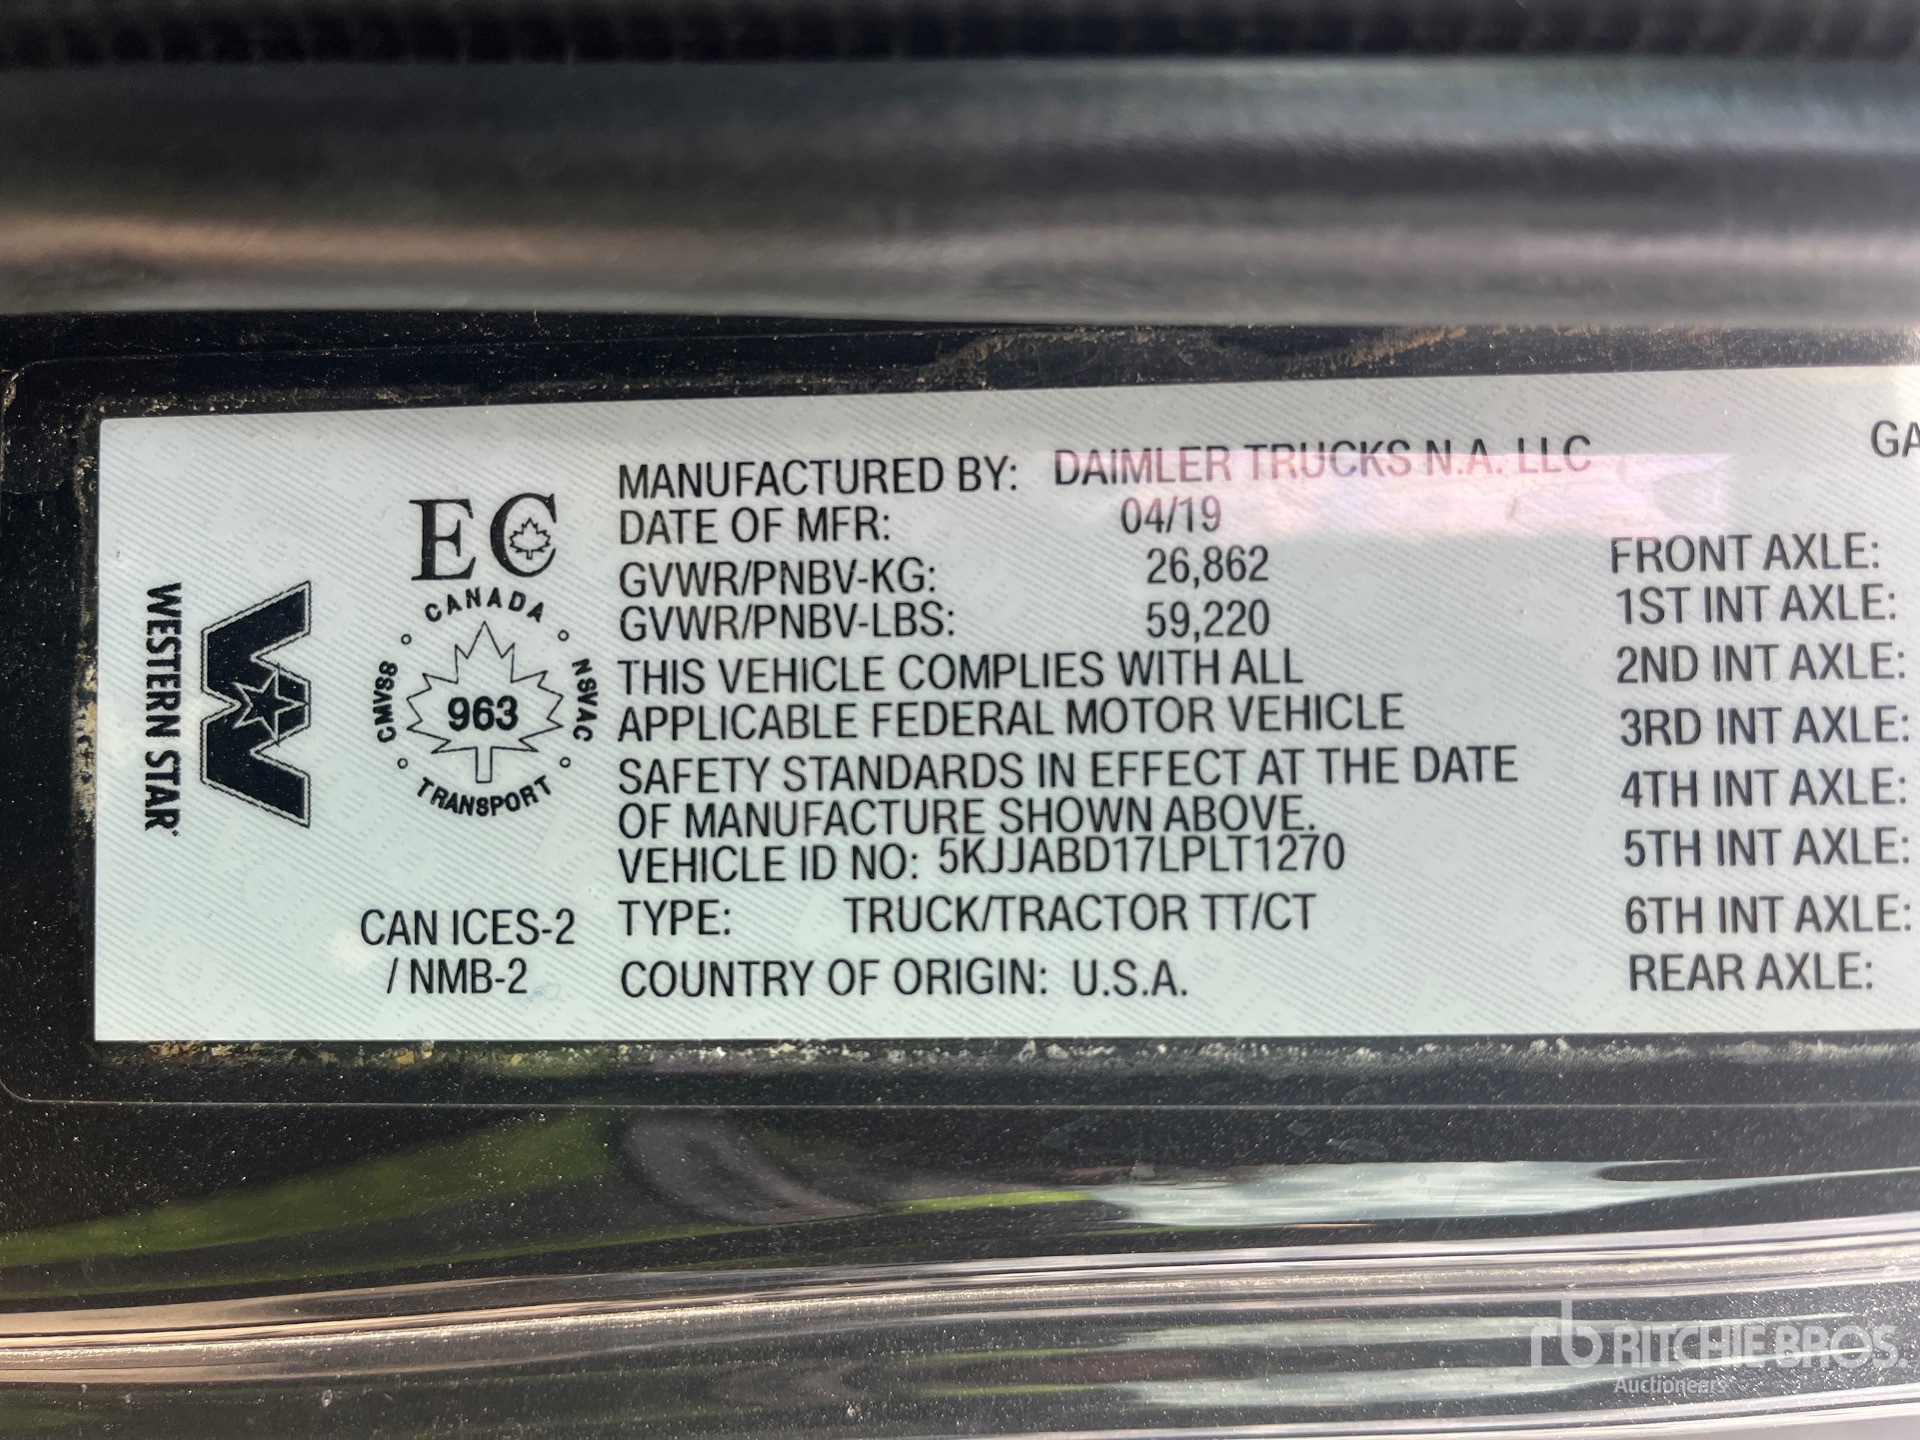 WESTERN STAR
EC
CANADA
CMVSS
NSVAC
963
TRANSPORT
CAN ICES-2
/ NMB-2
MANUFACTURED BY: DAIMLER TRUCKS N.A. LLC
DATE OF MFR: 04/19
GVWR/PNBV-KG: 26,862
GVWR/PNBV-LBS: 59,220
THIS VEHICLE COMPLIES WITH ALL
APPLICABLE FEDERAL MOTOR VEHICLE
SAFETY STANDARDS IN EFFECT AT THE DATE
OF MANUFACTURE SHOWN ABOVE.
VEHICLE ID NO: 5KJJABD17LPLT1270
TYPE: TRUCK/TRACTOR TT/CT
COUNTRY OF ORIGIN: U.S.A.
GA
FRONT AXLE:
1ST INT AXLE:
2ND INT AXLE:
3RD INT AXLE:
4TH INT AXLE:
5TH INT AXLE:
6TH INT AXLE:
REAR AXLE:
rb RITCHIE BROS.
Auctioneers